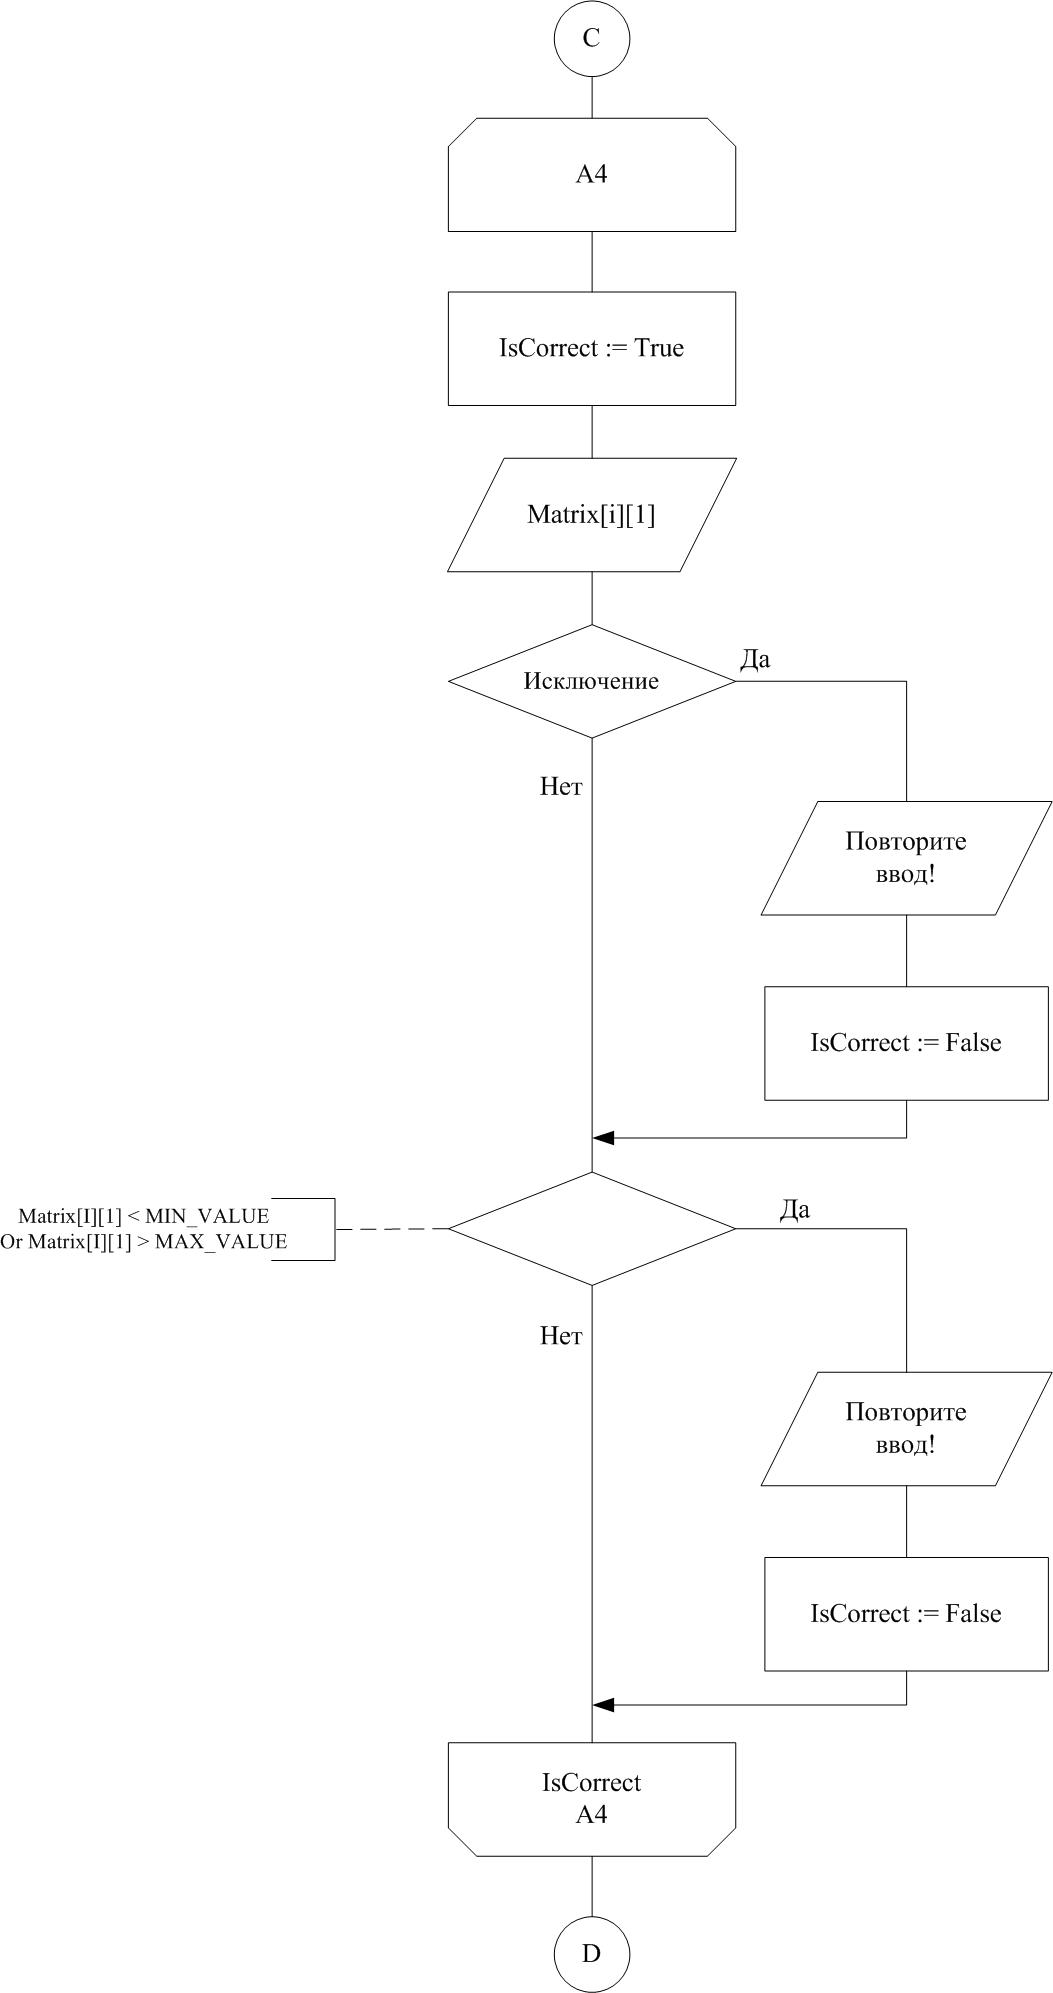 C
A4
IsCorrect := True
Matrix[i][1]
Исключение
Да
Нет
Повторите
ввод!
IsCorrect := False
Matrix[I][1] < MIN_VALUE
Or Matrix[I][1] > MAX_VALUE
Да
Нет
Повторите
ввод!
IsCorrect := False
IsCorrect
A4
D